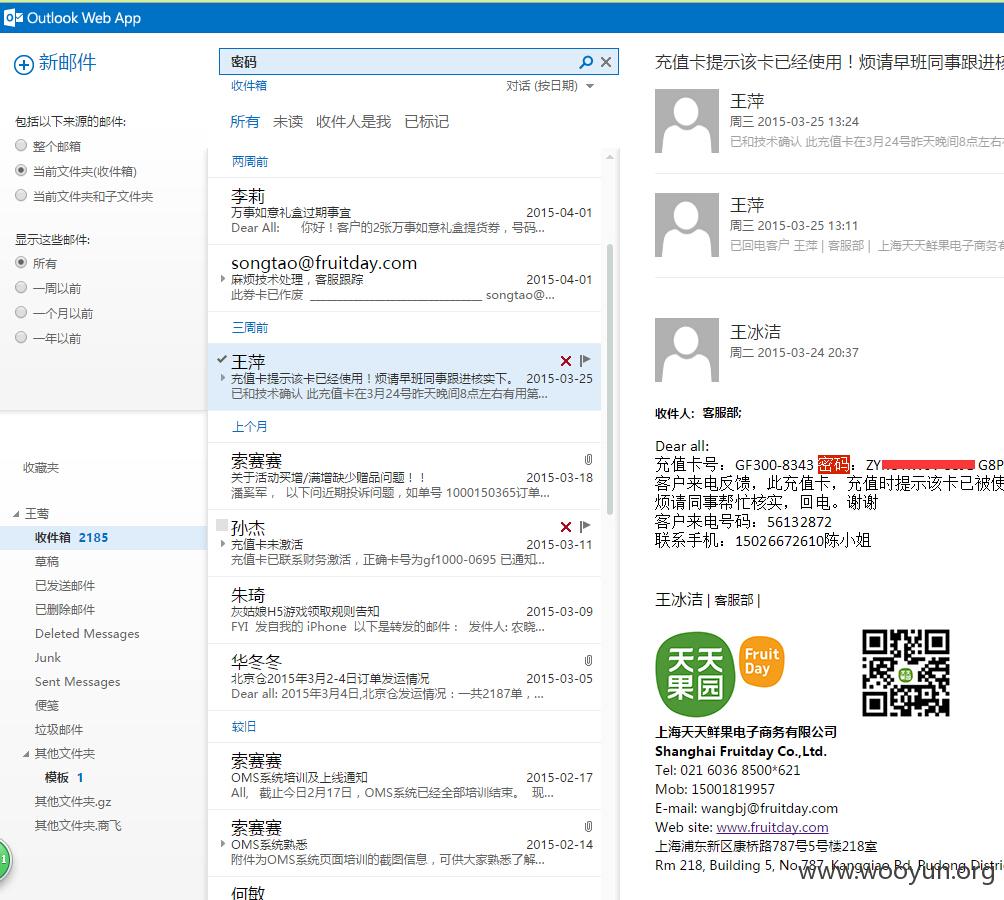 Outlook Web App
新邮件
包括以下来源的邮件:
整个邮箱
当前文件夹(收件箱)
当前文件夹和子文件夹
显示这些邮件:
所有
一周以前
一个月以前
一年以前
收藏夹
王莺
收件箱 2185
草稿
已发送邮件
已删除邮件
Deleted Messages
Junk
Sent Messages
便笺
垃圾邮件
其他文件夹
模板 1
其他文件夹.gz
其他文件夹.商飞
1
密码
收件箱 对话 (按日期)
所有 未读 收件人是我 已标记
两周前
李莉
万事如意礼盒过期事宜 2015-04-01
Dear All: 你好！客户的2张万事如意礼盒提货券，号码...
songtao@fruitday.com
麻烦技术处理，客服跟踪 2015-04-01
此券卡已作废 songtao@...
三周前
王萍
充值卡提示该卡已经使用！烦请早班同事跟进核实下。 2015-03-25
已和技术确认 此充值卡在3月24号昨天晚间8点左右有用第...
上个月
索赛赛
关于活动买增/满增缺少赠品问题！！ 2015-03-18
潘奚军， 以下问近期投诉问题，如单号 1000150365订单...
孙杰
充值卡未激活 2015-03-11
充值卡已联系财务激活，正确卡号为gf1000-0695 已通知...
朱琦
灰姑娘H5游戏领取规则告知 2015-03-09
FYI 发自我的 iPhone 以下是转发的邮件： 发件人: 农晓...
华冬冬
北京仓2015年3月2-4日订单发运情况 2015-03-05
Dear all: 2015年3月4日,北京仓发运情况：一共2187单，...
较旧
索赛赛
OMS系统培训及上线通知 2015-02-17
All, 截止今日2月17日，OMS系统已经全部培训结束。 现...
索赛赛
OMS系统熟悉 2015-02-14
附件为OMS系统页面培训的截图信息，可供大家熟悉了解...
何敏
充值卡提示该卡已经使用！烦请早班同事跟进核
王萍
周三 2015-03-25 13:24
已和技术确认 此充值卡在3月24号昨天晚间8点左右
王萍
周三 2015-03-25 13:11
已回电客户 王萍 | 客服部 | 上海天天鲜果电子商务有
王冰洁
周二 2015-03-24 20:37
收件人: 客服部;
Dear all:
充值卡号：GF300-8343 密码：ZY G8P
客户来电反馈，此充值卡，充值时提示该卡已被使
烦请同事帮忙核实，回电。谢谢
客户来电号码：56132872
联系手机：15026672610陈小姐
王冰洁 | 客服部 |
天天果园 Fruit Day
上海天天鲜果电子商务有限公司
Shanghai Fruitday Co.,Ltd.
Tel: 021 6036 8500*621
Mob: 15001819957
E-mail: wangbj@fruitday.com
Web site: www.fruitday.com
上海浦东新区康桥路787号5号楼218室
Rm 218, Building 5, No.787, Kangqiao Rd, Pudong Distri
www.wooyun.org